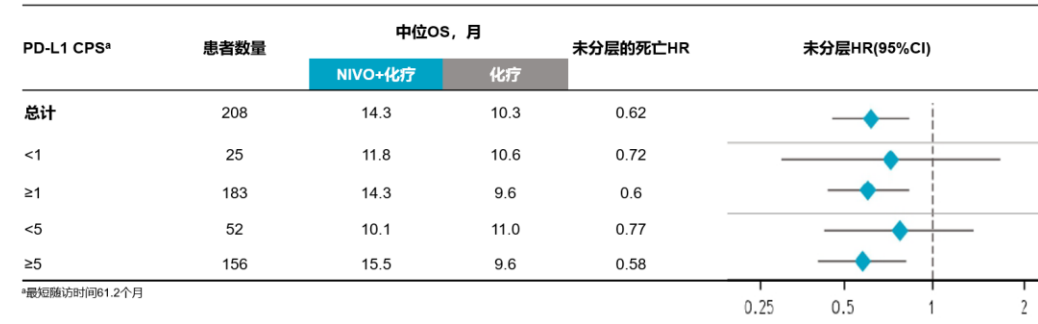 PD-L1 CPSᵃ 患者数量 中位OS，月 未分层的死亡HR 未分层HR(95%CI)
NIVO+化疗 化疗
总计 208 14.3 10.3 0.62
<1 25 11.8 10.6 0.72
≥1 183 14.3 9.6 0.6
<5 52 10.1 11.0 0.77
≥5 156 15.5 9.6 0.58
ᵃ最短随访时间61.2个月
0.25 0.5 1 2